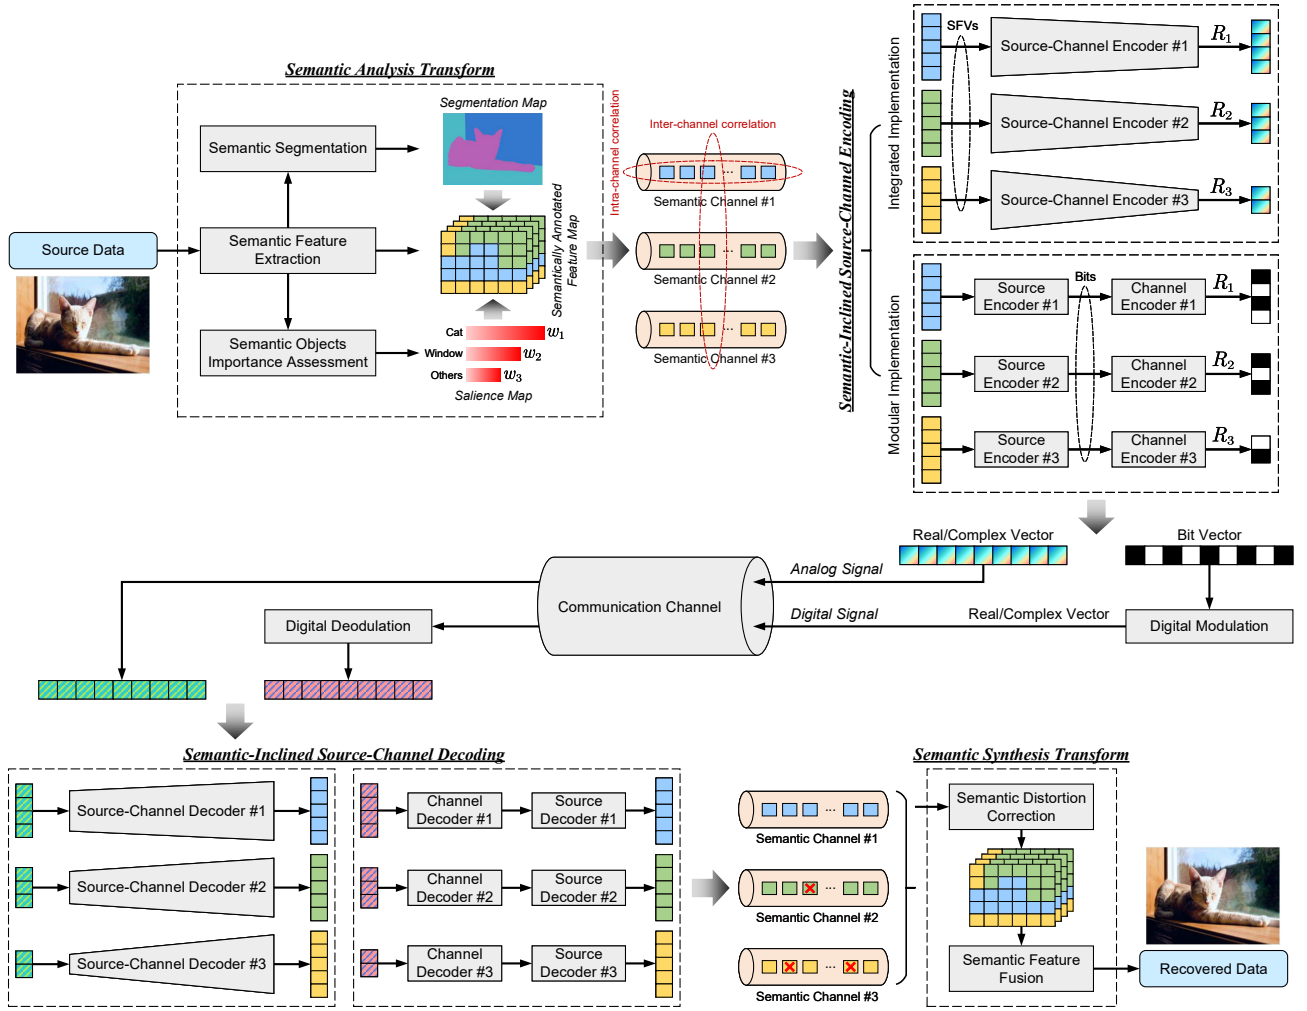 Semantic Analysis Transform
Source Data
Semantic Segmentation
Semantic Feature
Extraction
Semantic Objects
Importance Assessment
Segmentation Map
Semantically Annotated
Feature Map
Cat
w1
Window
w2
Others
w3
Salience Map
Intra-channel correlation
Inter-channel correlation
...
Semantic Channel #1
...
Semantic Channel #2
...
Semantic Channel #3
Semantic-Inclined Source-Channel Encoding
Integrated Implementation
SFVs
Source-Channel Encoder #1
R1
Source-Channel Encoder #2
R2
Source-Channel Encoder #3
R3
Modular Implementation
Bits
Source
Encoder #1
Channel
Encoder #1
R1
Source
Encoder #2
Channel
Encoder #2
R2
Source
Encoder #3
Channel
Encoder #3
R3
Real/Complex Vector
Bit Vector
Analog Signal
Communication Channel
Digital Signal
Real/Complex Vector
Digital Modulation
Digital Deodulation
Semantic-Inclined Source-Channel Decoding
Source-Channel Decoder #1
Source-Channel Decoder #2
Source-Channel Decoder #3
Channel
Decoder #1
Source
Decoder #1
Channel
Decoder #2
Source
Decoder #2
Channel
Decoder #3
Source
Decoder #3
...
Semantic Channel #1
...
Semantic Channel #2
...
Semantic Channel #3
Semantic Synthesis Transform
Semantic Distortion
Correction
Semantic Feature
Fusion
Recovered Data